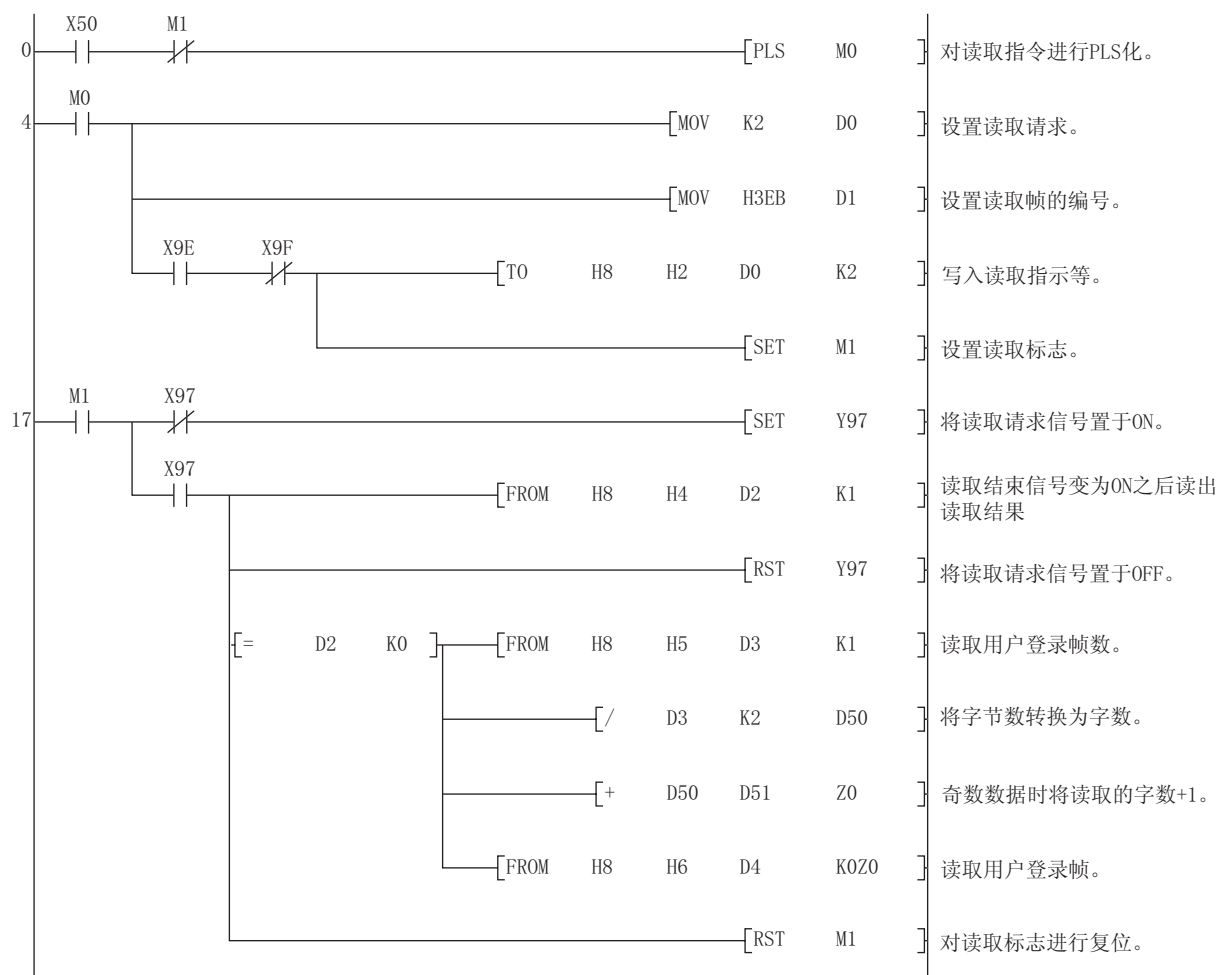 X50 M1
0 PLS M0 对读取指令进行PLS化。
M0
4 MOV K2 D0 设置读取请求。
MOV H3EB D1 设置读取帧的编号。
X9E X9F
TO H8 H2 D0 K2 写入读取指示等。
SET M1 设置读取标志。
M1 X97
17 SET Y97 将读取请求信号置于ON。
X97
FROM H8 H4 D2 K1 读取结束信号变为ON之后读出
读取结果
RST Y97 将读取请求信号置于OFF。
= D2 K0 FROM H8 H5 D3 K1 读取用户登录帧数。
/ D3 K2 D50 将字节数转换为字数。
+ D50 D51 Z0 奇数数据时将读取的字数+1。
FROM H8 H6 D4 K0Z0 读取用户登录帧。
RST M1 对读取标志进行复位。